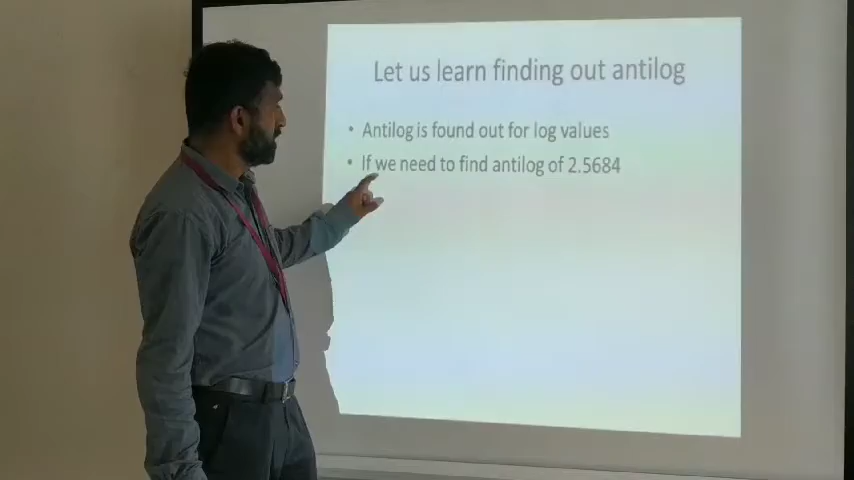 Let us learn finding out antilog
• Antilog is found out for log values
• If we need to find antilog of 2.5684